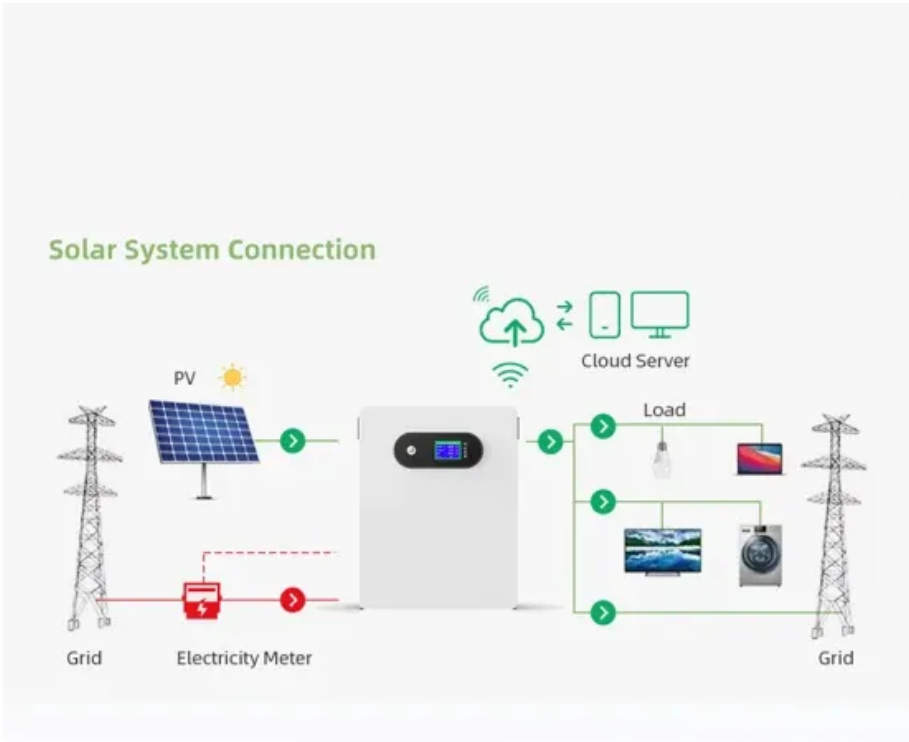 Solar System Connection
Cloud Server
PV
Load
Grid
Electricity Meter
Grid